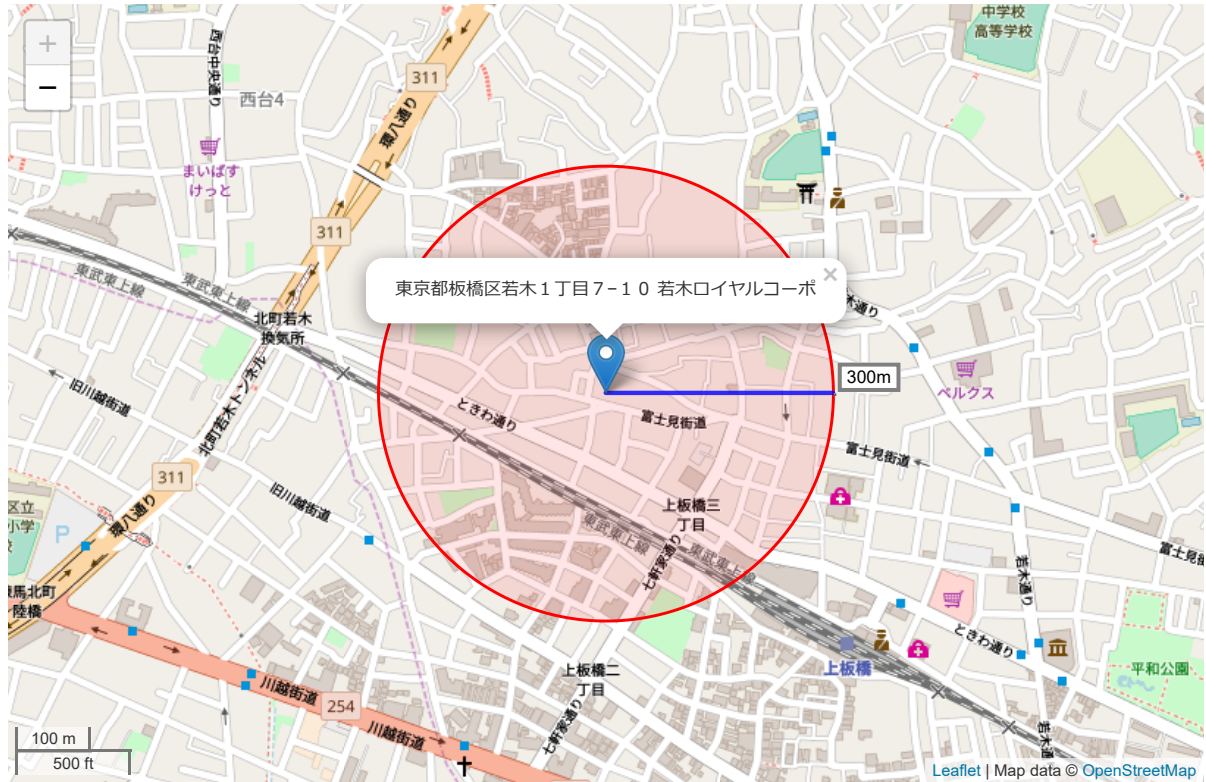 中学校
高等学校
+
−
西台中央通り
311
西台4
環八通り
まいばす
けっと
311
東武東上線
東武東上線
東京都板橋区若木１丁目７−１０ 若木ロイヤルコーポ
×
木通り
北町若木
換気所
300m
ベルクス
旧川越街道
ときわ通り
富士見街道
北町若木トンネル
富士見街道
311
旧川越街道
上板橋三
丁目
区立
小学
校
P
環八通り
東武東上線
東武東上線
七軒家通り
若木通り
富士見街
馬北町
陸橋
ときわ通り
上板橋
平和公園
上板橋二
丁目
川越街道
254
川越街道
七軒家通り
若木通
100 m
500 ft
Leaflet | Map data © OpenStreetMap